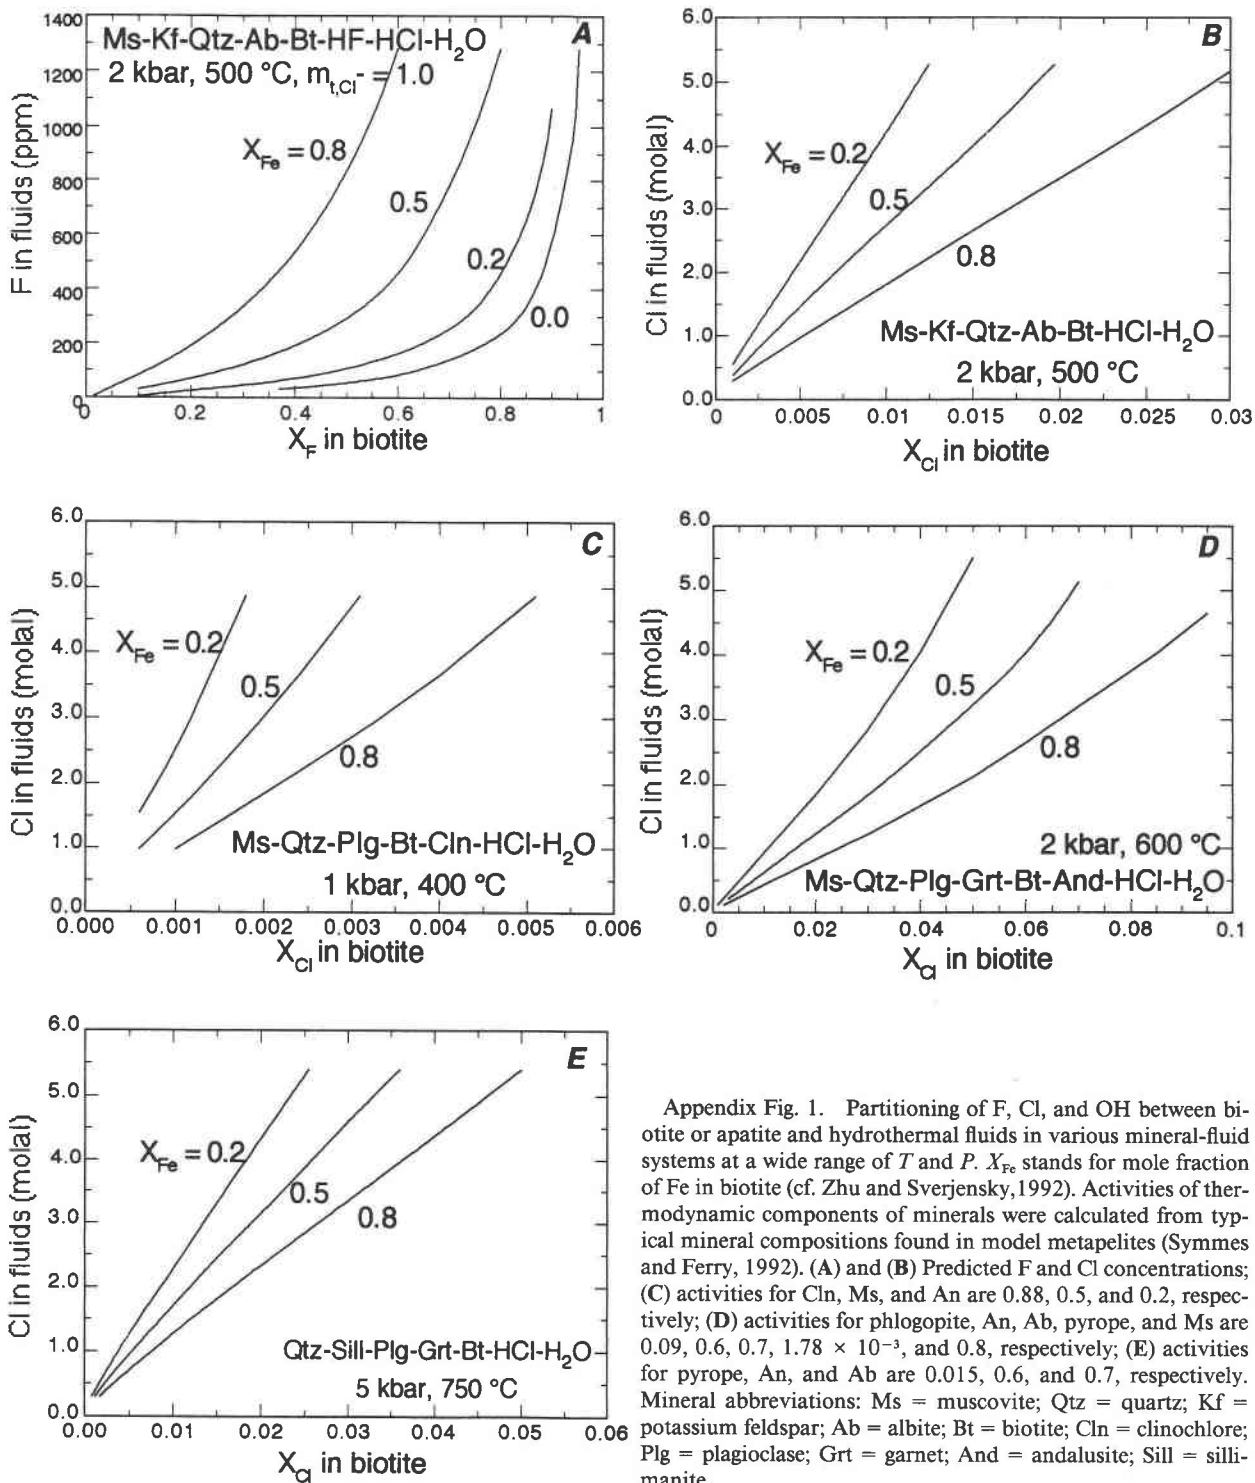 A
Ms-Kf-Qtz-Ab-Bt-HF-HCl-H2O
2 kbar, 500 °C, mt,Cl- = 1.0
XFe = 0.8
0.5
0.2
0.0
F in fluids (ppm)
1400
1200
1000
800
600
400
200
0
0 0.2 0.4 0.6 0.8 1
XF in biotite
B
XFe = 0.2
0.5
0.8
Ms-Kf-Qtz-Ab-Bt-HCl-H2O
2 kbar, 500 °C
Cl in fluids (molal)
6.0
5.0
4.0
3.0
2.0
1.0
0.0
0 0.005 0.01 0.015 0.02 0.025 0.03
XCl in biotite
C
XFe = 0.2
0.5
0.8
Ms-Qtz-Plg-Bt-Cln-HCl-H2O
1 kbar, 400 °C
Cl in fluids (molal)
6.0
5.0
4.0
3.0
2.0
1.0
0.0
0.000 0.001 0.002 0.003 0.004 0.005 0.006
XCl in biotite
D
XFe = 0.2
0.5
0.8
2 kbar, 600 °C
Ms-Qtz-Plg-Grt-Bt-And-HCl-H2O
Cl in fluids (molal)
6.0
5.0
4.0
3.0
2.0
1.0
0.0
0 0.02 0.04 0.06 0.08 0.1
XCl in biotite
E
XFe = 0.2
0.5
0.8
Qtz-Sill-Plg-Grt-Bt-HCl-H2O
5 kbar, 750 °C
Cl in fluids (molal)
6.0
5.0
4.0
3.0
2.0
1.0
0.0
0.00 0.01 0.02 0.03 0.04 0.05 0.06
XCl in biotite
Appendix Fig. 1. Partitioning of F, Cl, and OH between bi-
otite or apatite and hydrothermal fluids in various mineral-fluid
systems at a wide range of T and P. XFe stands for mole fraction
of Fe in biotite (cf. Zhu and Sverjensky,1992). Activities of ther-
modynamic components of minerals were calculated from typ-
ical mineral compositions found in model metapelites (Symmes
and Ferry, 1992). (A) and (B) Predicted F and Cl concentrations;
(C) activities for Cln, Ms, and An are 0.88, 0.5, and 0.2, respec-
tively; (D) activities for phlogopite, An, Ab, pyrope, and Ms are
0.09, 0.6, 0.7, 1.78 × 10⁻³, and 0.8, respectively; (E) activities
for pyrope, An, and Ab are 0.015, 0.6, and 0.7, respectively.
Mineral abbreviations: Ms = muscovite; Qtz = quartz; Kf =
potassium feldspar; Ab = albite; Bt = biotite; Cln = clinochlore;
Plg = plagioclase; Grt = garnet; And = andalusite; Sill = silli-
manite.